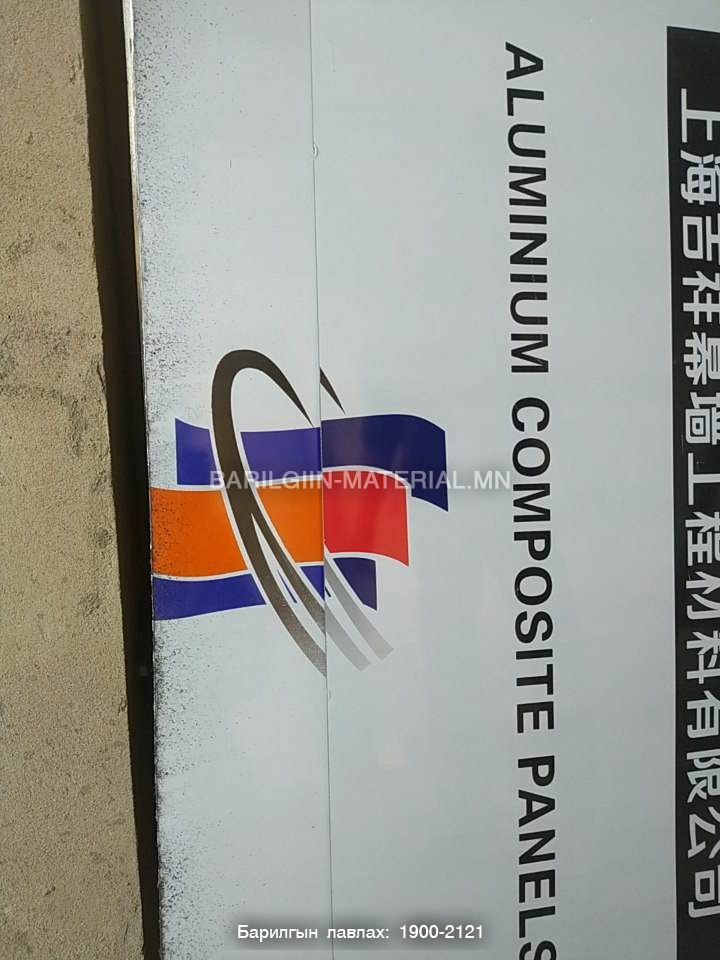 上海吉祥幕墙工程材料有限公司
ALUMINIUM COMPOSITE PANELS
BARILGIIN-MATERIAL.MN
Барилгын лавлах: 1900-2121